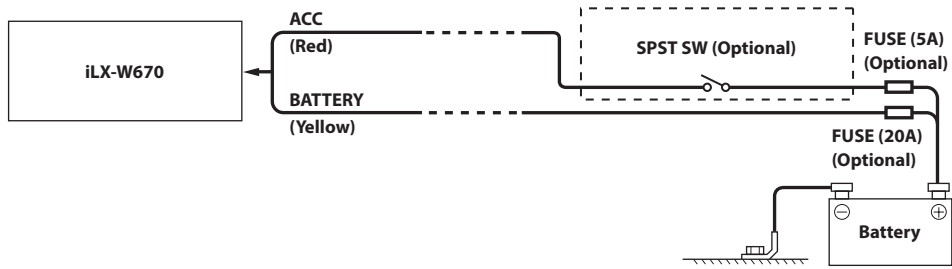 iLX-W670
ACC
(Red)
BATTERY
(Yellow)
SPST SW (Optional)
FUSE (5A)
(Optional)
FUSE (20A)
(Optional)
Battery